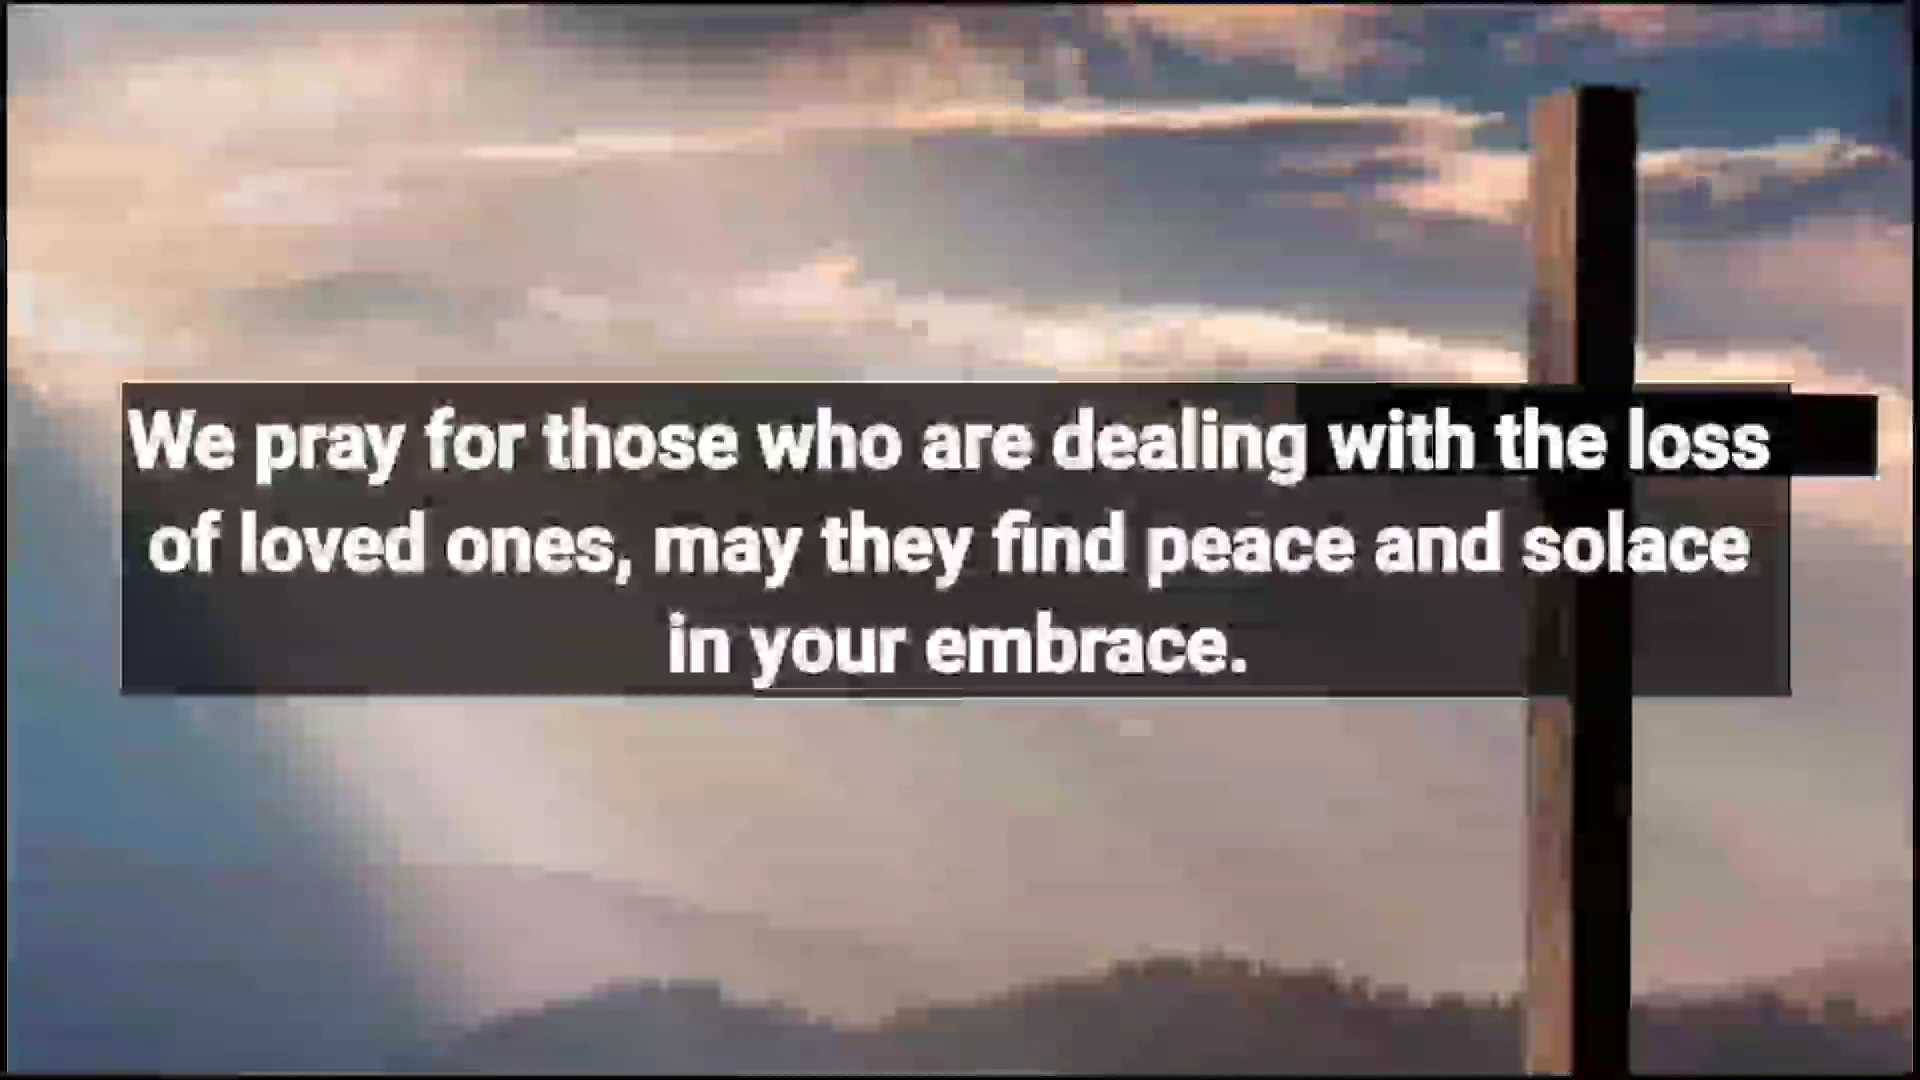 We pray for those who are dealing with the loss
of loved ones, may they find peace and solace
in your embrace.